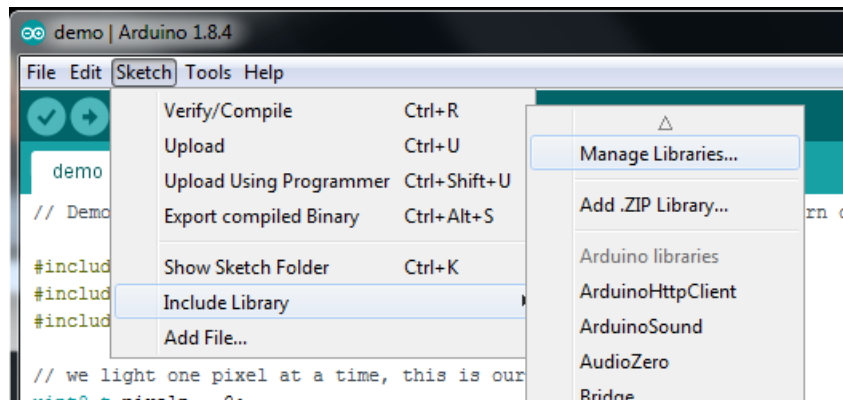 demo | Arduino 1.8.4
File Edit Sketch Tools Help
Verify/Compile Ctrl+R
Upload Ctrl+U
Upload Using Programmer Ctrl+Shift+U
Export compiled Binary Ctrl+Alt+S
Show Sketch Folder Ctrl+K
Include Library
Add File...
Manage Libraries...
Add .ZIP Library...
Arduino libraries
ArduinoHttpClient
ArduinoSound
AudioZero
Bridge
demo
// Demo
#includ
#includ
#includ
// we light one pixel at a time, this is our